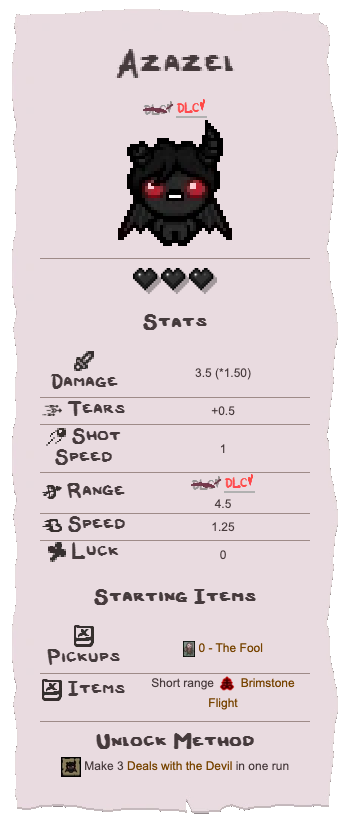 Azazel
DLC DLC
Stats
Damage 3.5 (*1.50)
Tears +0.5
Shot Speed 1
Range DLC DLC 4.5
Speed 1.25
Luck 0
Starting Items
Pickups 0 - The Fool
Items Short range Brimstone
Flight
Unlock Method
Make 3 Deals with the Devil in one run